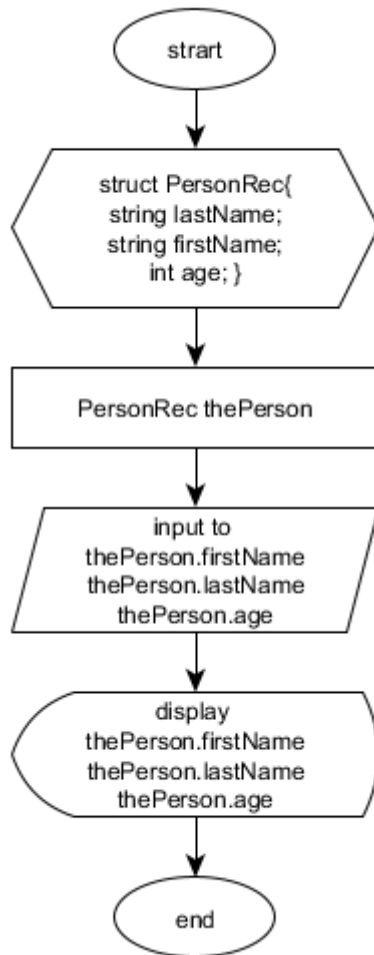 strart
struct PersonRec{
string lastName;
string firstName;
int age; }
PersonRec thePerson
input to
thePerson.firstName
thePerson.lastName
thePerson.age
display
thePerson.firstName
thePerson.lastName
thePerson.age
end